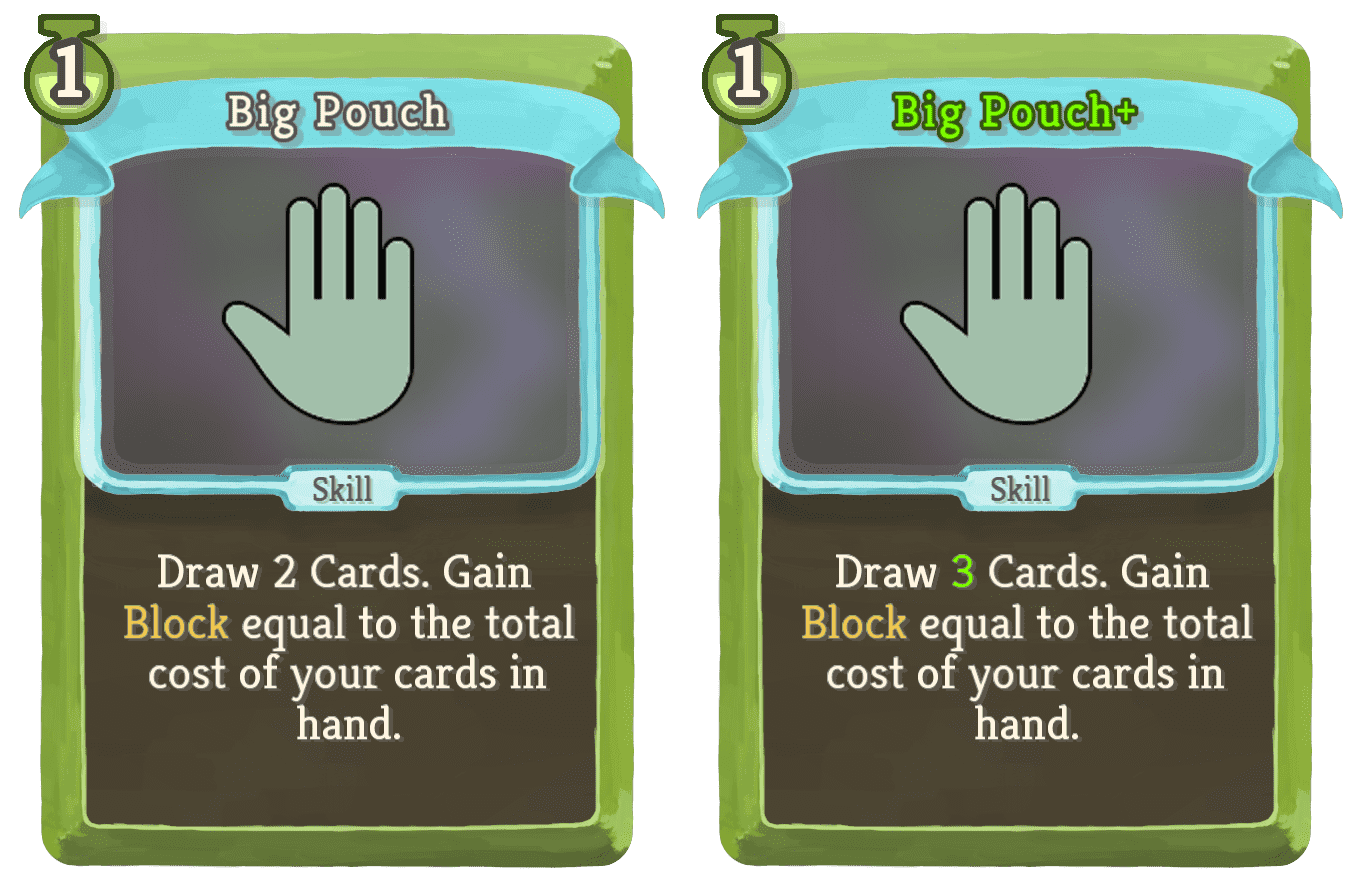 1
Big Pouch
Skill
Draw 2 Cards. Gain
Block equal to the total
cost of your cards in
hand.
1
Big Pouch+
Skill
Draw 3 Cards. Gain
Block equal to the total
cost of your cards in
hand.